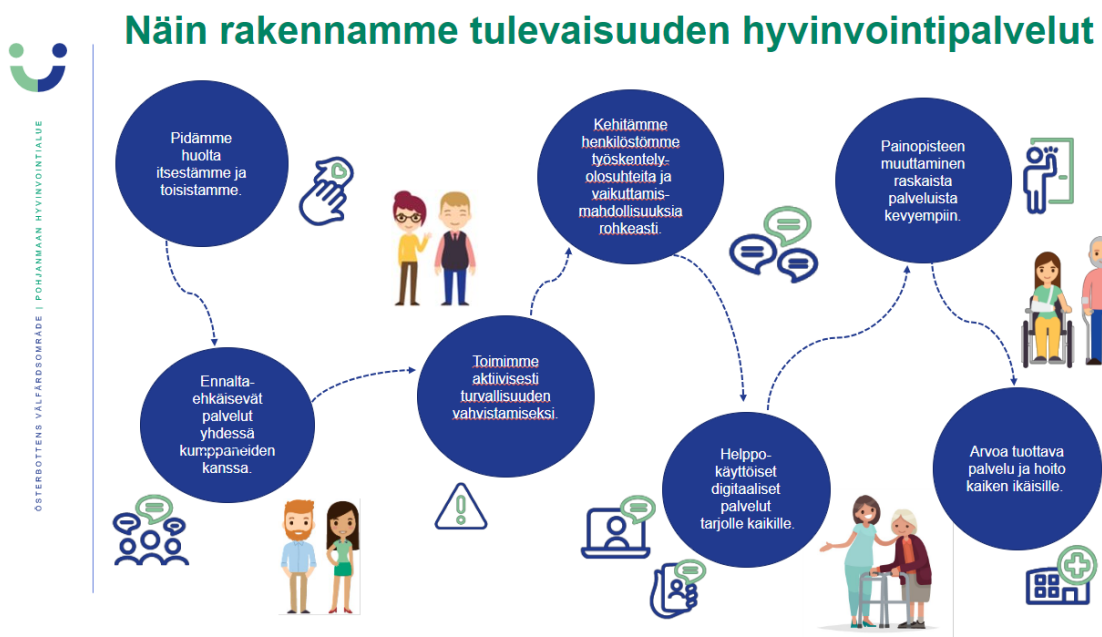 Näin rakennamme tulevaisuuden hyvinvointipalvelut
ÖSTERBOTTENS VÄLFÄRDSOMRÅDE | POHJANMAAN HYVINVOINTIALUE
Pidämme
huolta
itsestämme ja
toisistamme.
Ennalta-
ehkäisevät
palvelut
yhdessä
kumppaneiden
kanssa.
Toimimme
aktiivisesti
turvallisuuden
vahvistamiseksi.
Kehitämme
henkilöstömme
työskentely-
olosuhteita ja
vaikuttamis-
mahdollisuuksia
rohkeasti.
Helppo-
käyttöiset
digitaaliset
palvelut
tarjolle kaikille.
Painopisteen
muuttaminen
raskaista
palveluista
kevyempiin.
Arvoa tuottava
palvelu ja hoito
kaiken ikäisille.